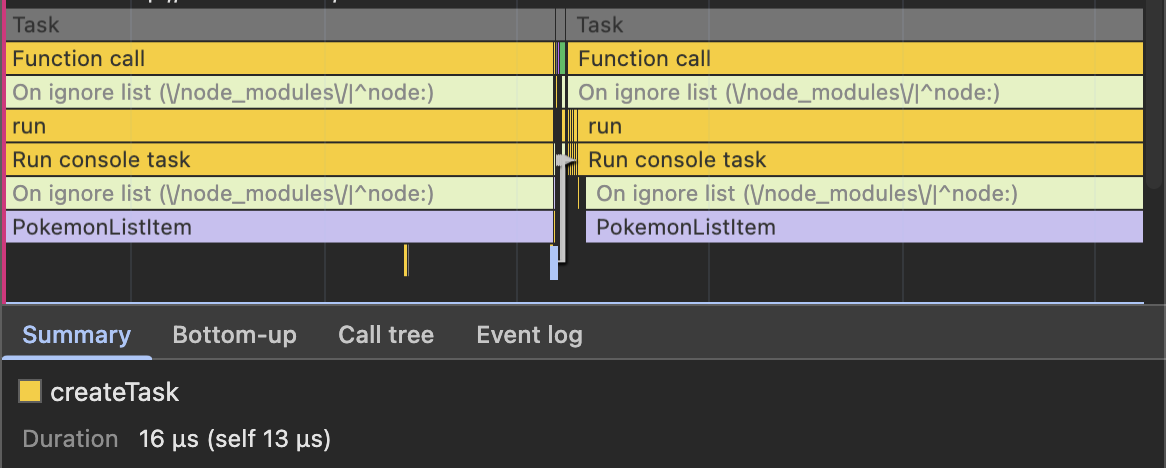 Task Task
Function call Function call
On ignore list (\/node_modules\/|^node:) On ignore list (\/node_modules\/|^node:)
run run
Run console task Run console task
On ignore list (\/node_modules\/|^node:) On ignore list (\/node_modules\/|^node:)
PokemonListItem PokemonListItem
Summary Bottom-up Call tree Event log
createTask
Duration 16 μs (self 13 μs)